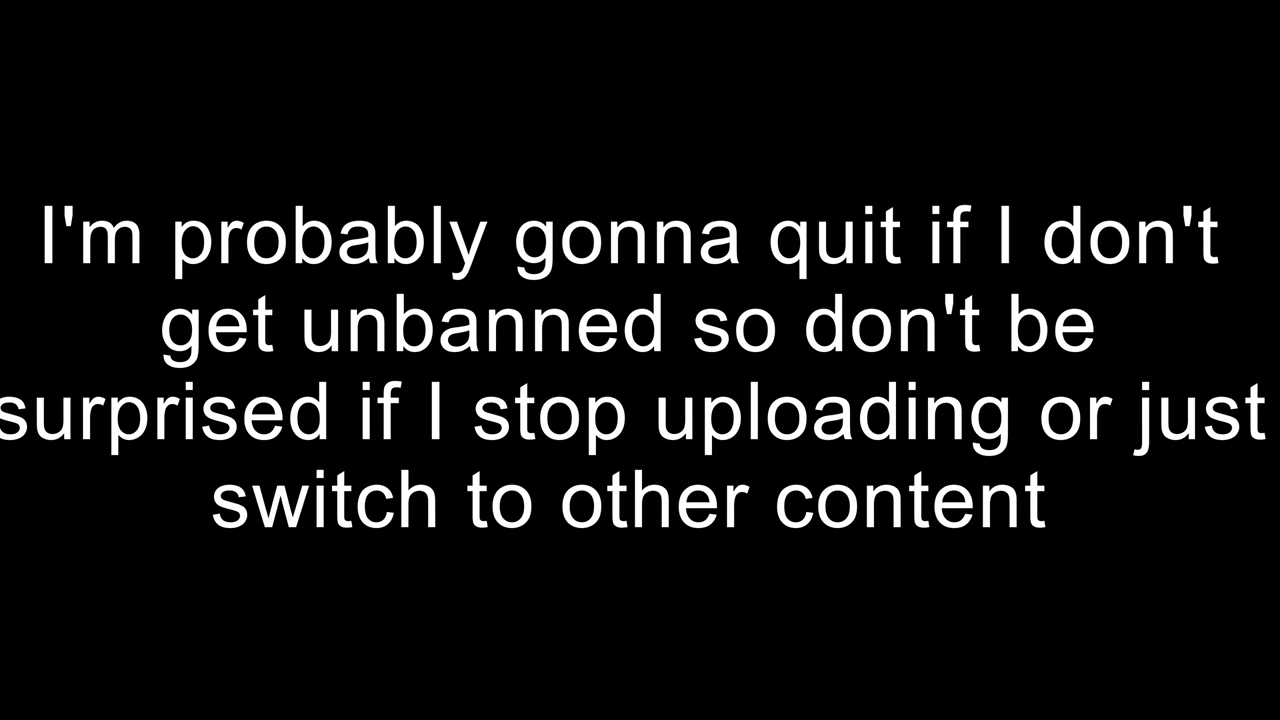 I'm probably gonna quit if I don't
get unbanned so don't be
surprised if I stop uploading or just
switch to other content